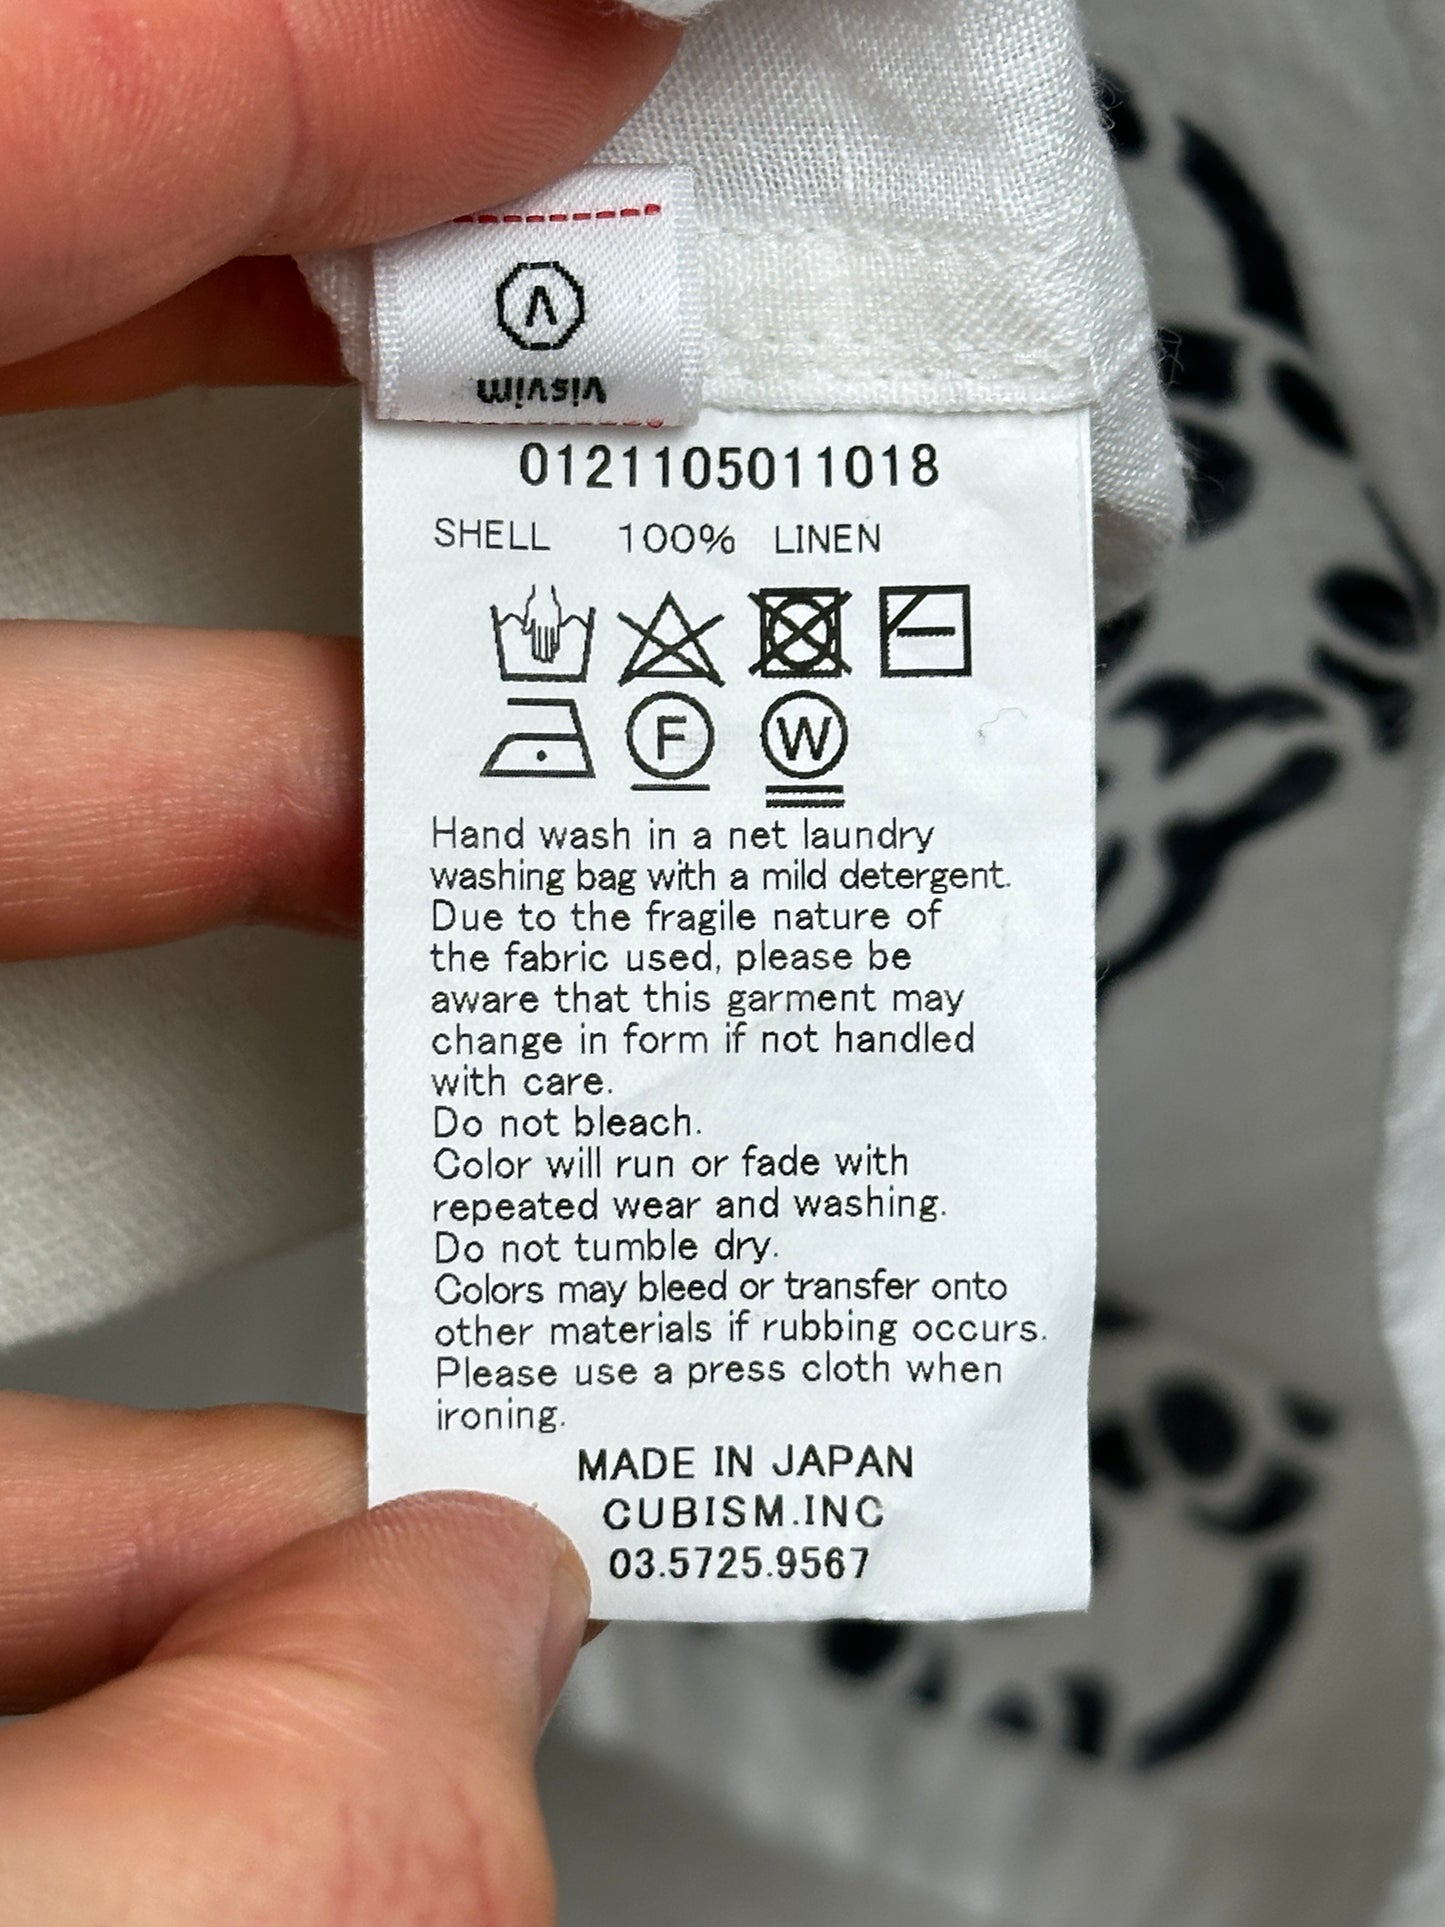 V
visvim
0121105011018
SHELL 100% LINEN
F W
Hand wash in a net laundry
washing bag with a mild detergent.
Due to the fragile nature of
the fabric used, please be
aware that this garment may
change in form if not handled
with care.
Do not bleach.
Color will run or fade with
repeated wear and washing.
Do not tumble dry.
Colors may bleed or transfer onto
other materials if rubbing occurs.
Please use a press cloth when
ironing.
MADE IN JAPAN
CUBISM.INC
03.5725.9567